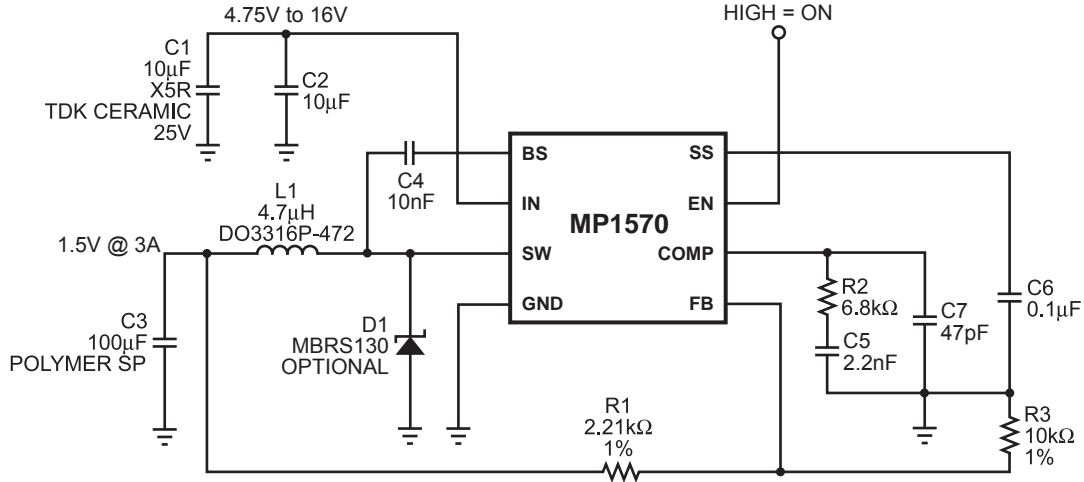 4.75V to 16V
HIGH = ON
C1
10μF
X5R
TDK CERAMIC
25V
C2
10μF
C4
10nF
BS
IN
SW
GND
MP1570
SS
EN
COMP
FB
L1
4.7μH
DO3316P-472
1.5V @ 3A
C3
100μF
POLYMER SP
D1
MBRS130
OPTIONAL
R2
6.8kΩ
C5
2.2nF
C7
47pF
C6
0.1μF
R1
2.21kΩ
1%
R3
10kΩ
1%